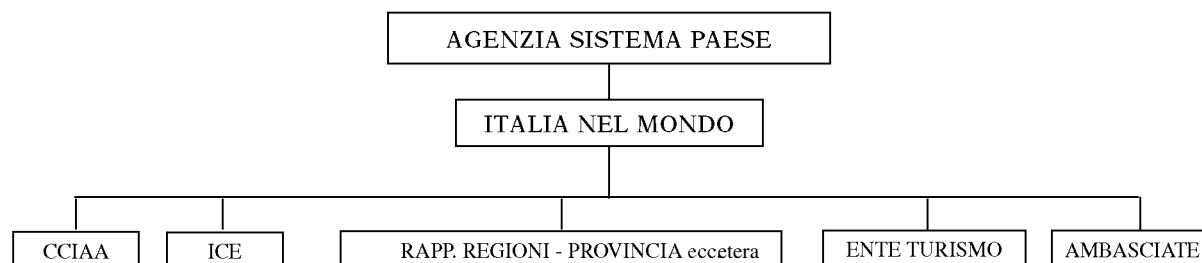 AGENZIA SISTEMA PAESE
ITALIA NEL MONDO
CCIAA
ICE
RAPP. REGIONI - PROVINCIA eccetera
ENTE TURISMO
AMBASCIATE